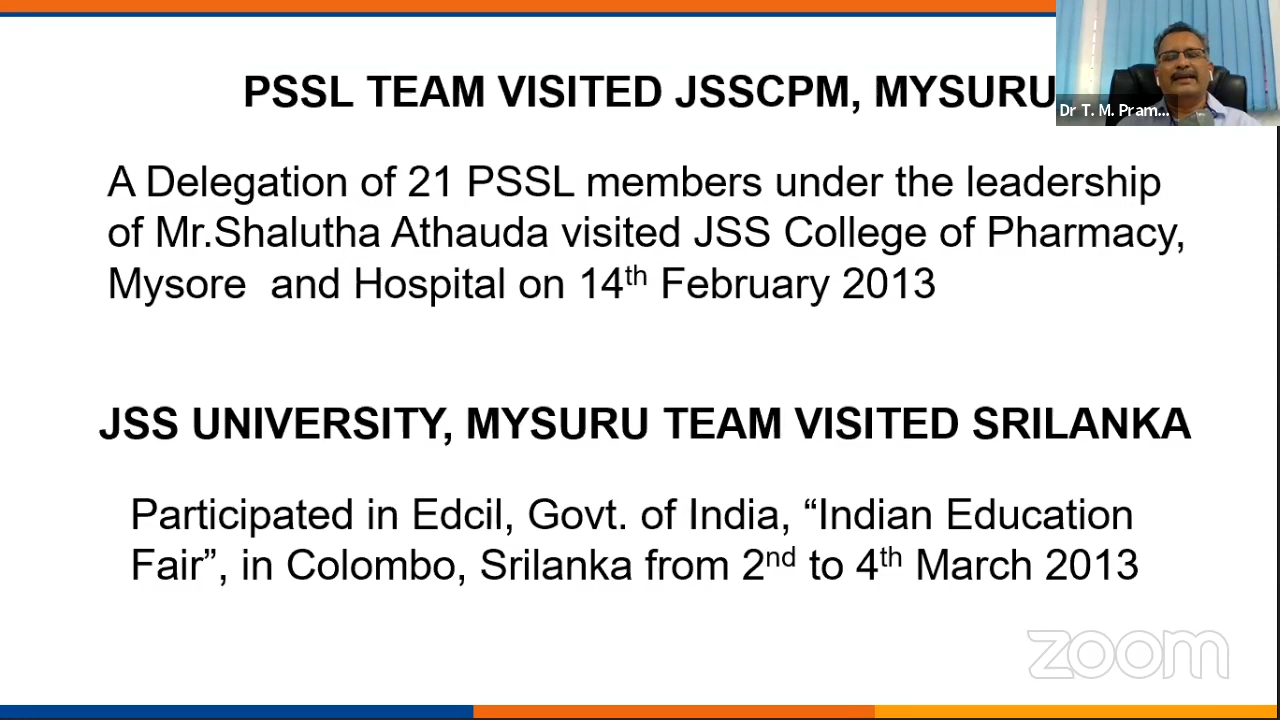 PSSL TEAM VISITED JSSCPM, MYSURU
Dr T. M. Pram...
A Delegation of 21 PSSL members under the leadership
of Mr.Shalutha Athauda visited JSS College of Pharmacy,
Mysore and Hospital on 14th February 2013
JSS UNIVERSITY, MYSURU TEAM VISITED SRILANKA
Participated in Edcil, Govt. of India, “Indian Education
Fair”, in Colombo, Srilanka from 2nd to 4th March 2013
zoom